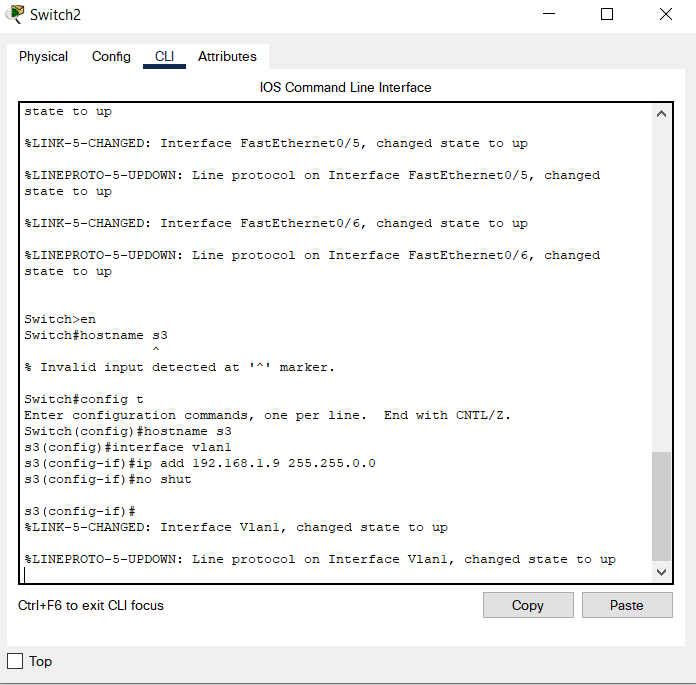 Switch2
Physical Config CLI Attributes
IOS Command Line Interface
state to up
%LINK-5-CHANGED: Interface FastEthernet0/5, changed state to up
%LINEPROTO-5-UPDOWN: Line protocol on Interface FastEthernet0/5, changed
state to up
%LINK-5-CHANGED: Interface FastEthernet0/6, changed state to up
%LINEPROTO-5-UPDOWN: Line protocol on Interface FastEthernet0/6, changed
state to up
Switch>en
Switch#hostname s3
^
% Invalid input detected at '^' marker.
Switch#config t
Enter configuration commands, one per line.  End with CNTL/Z.
Switch(config)#hostname s3
s3(config)#interface vlan1
s3(config-if)#ip add 192.168.1.9 255.255.0.0
s3(config-if)#no shut
s3(config-if)#
%LINK-5-CHANGED: Interface Vlan1, changed state to up
%LINEPROTO-5-UPDOWN: Line protocol on Interface Vlan1, changed state to up
Ctrl+F6 to exit CLI focus
Copy Paste
Top